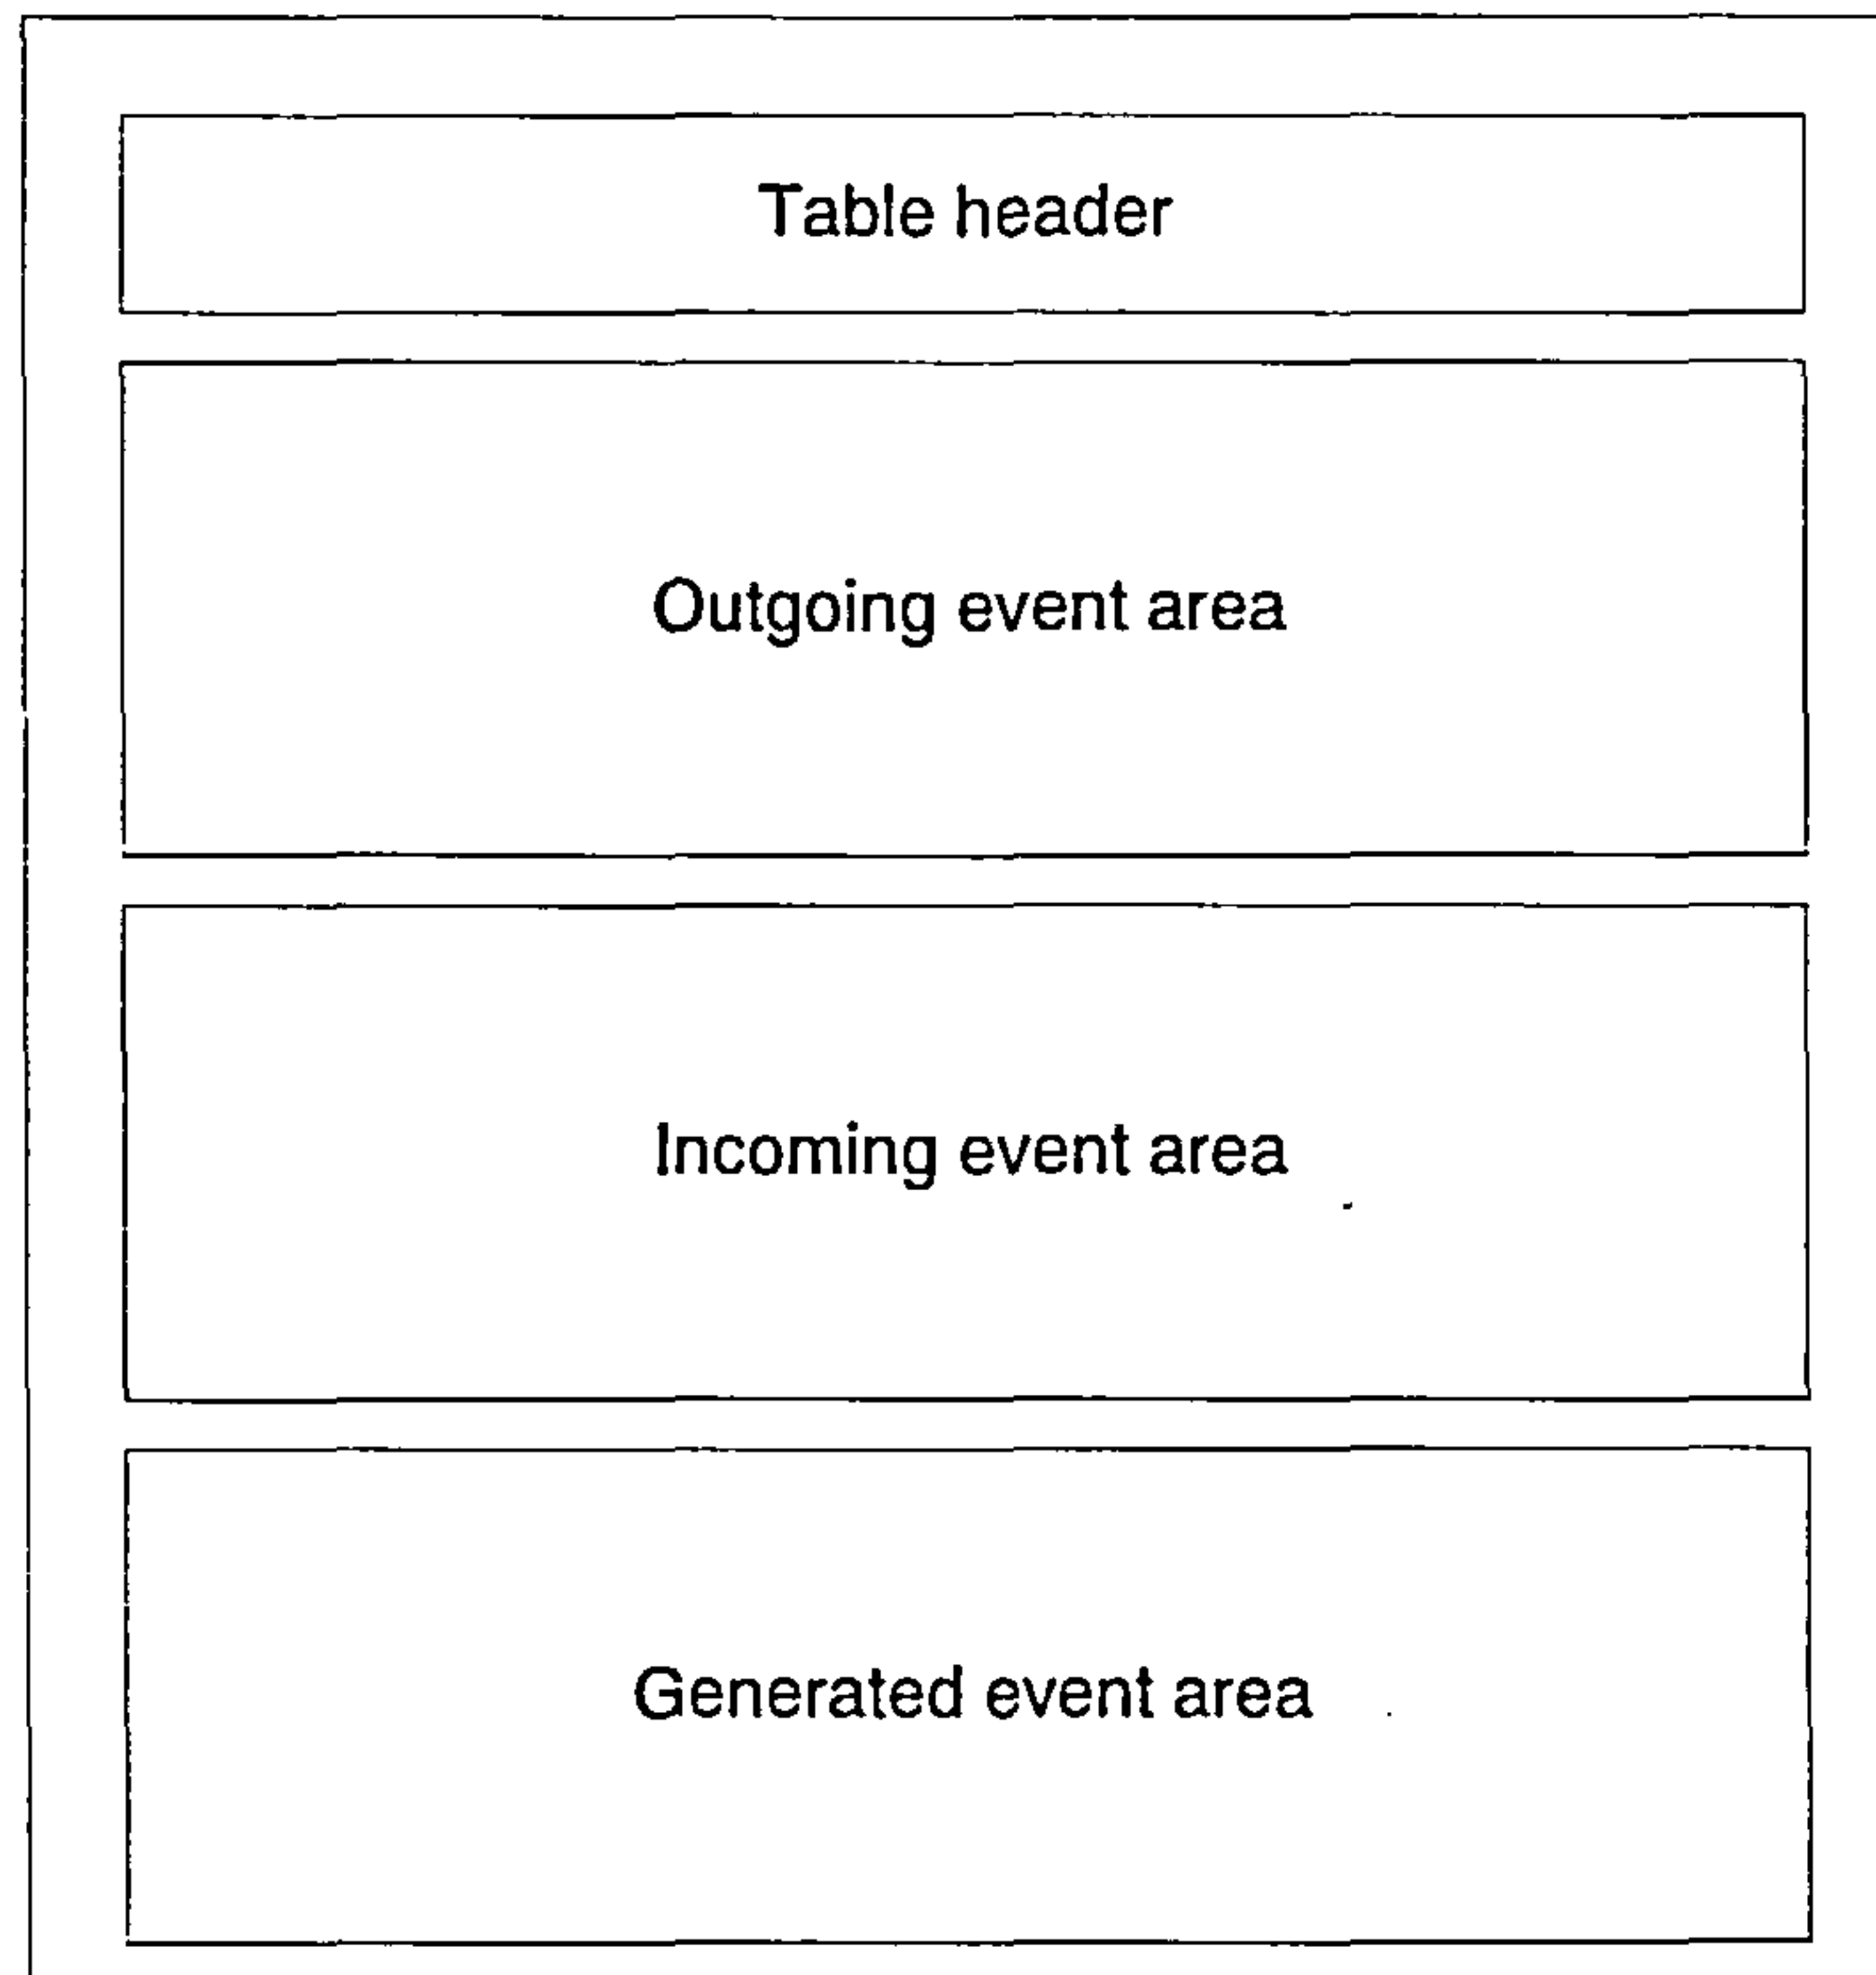 Table header
Outgoing event area
Incoming event area
Generated event area